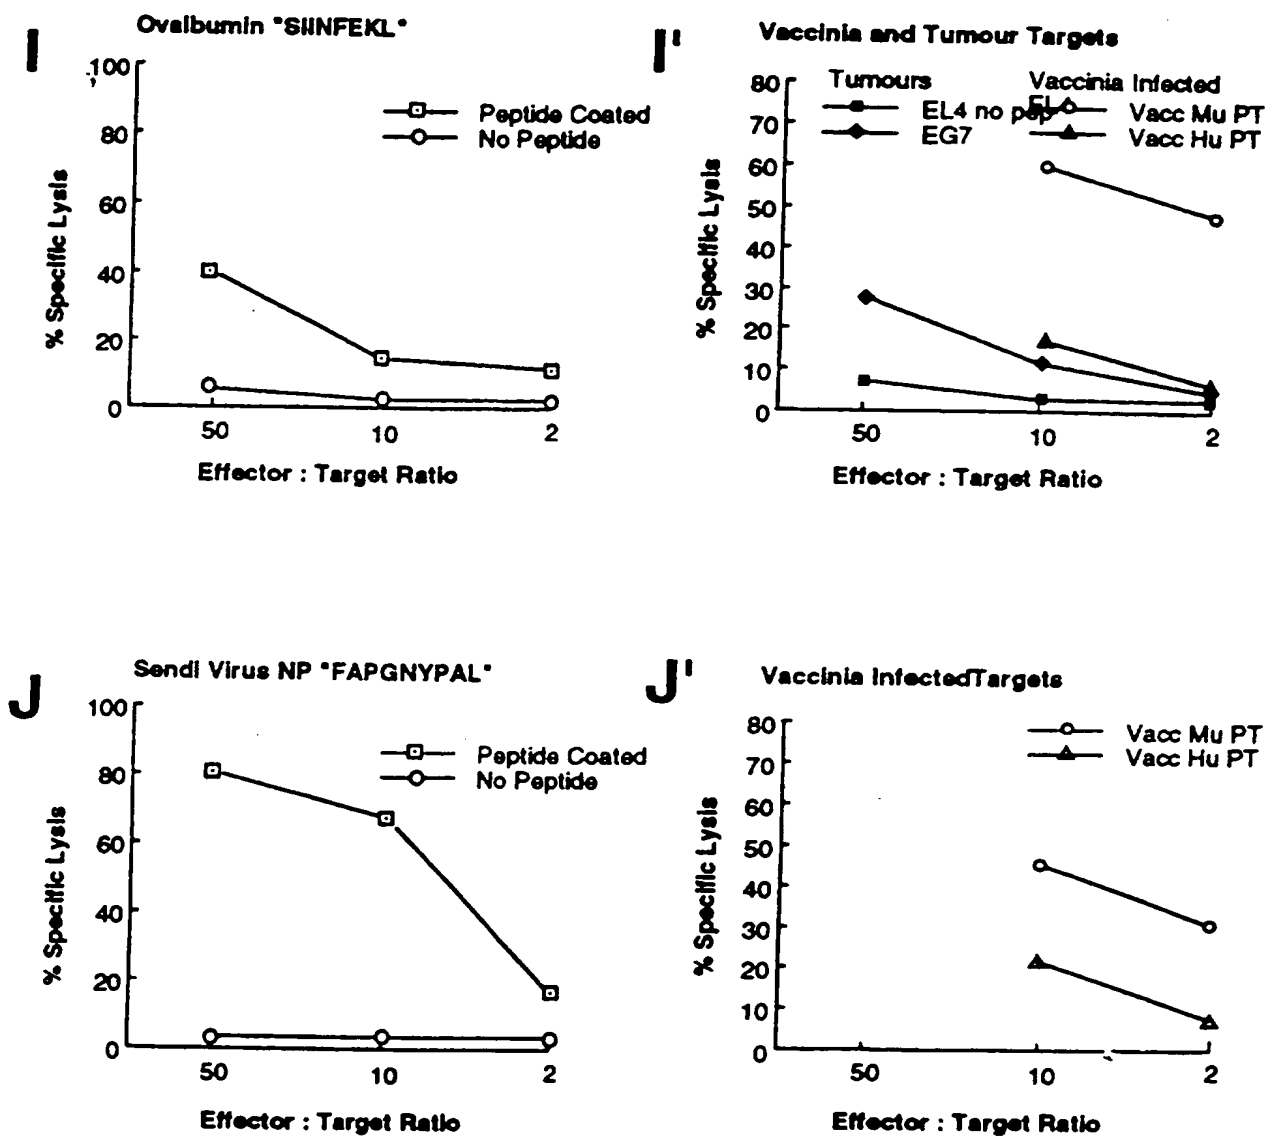 I
Ovalbumin "SIINFEKL"
% Specific Lysis
100
80
60
40
20
0
Peptide Coated
No Peptide
50 10 2
Effector : Target Ratio
I'
Vaccinia and Tumour Targets
% Specific Lysis
80
70
60
50
40
30
20
10
0
Tumours
EL4 no pep
EG7
Vaccinia Infected
Vacc Mu PT
Vacc Hu PT
50 10 2
Effector : Target Ratio
J
Sendi Virus NP "FAPGNYPAL"
% Specific Lysis
100
80
60
40
20
0
Peptide Coated
No Peptide
50 10 2
Effector : Target Ratio
J'
Vaccinia InfectedTargets
% Specific Lysis
80
70
60
50
40
30
20
10
0
Vacc Mu PT
Vacc Hu PT
50 10 2
Effector : Target Ratio